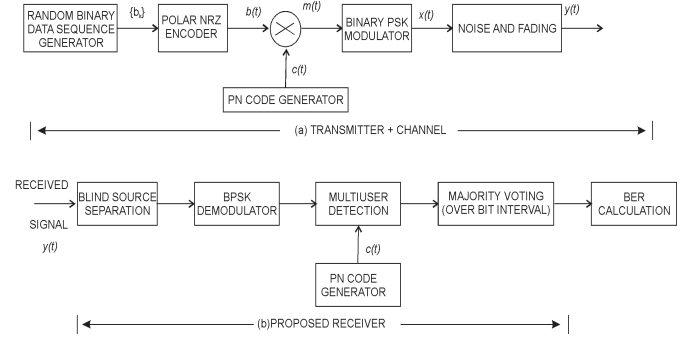 RANDOM BINARY
DATA SEQUENCE
GENERATOR
{bₖ}
POLAR NRZ
ENCODER
b(t)
m(t)
c(t)
PN CODE GENERATOR
BINARY PSK
MODULATOR
x(t)
NOISE AND FADING
y(t)
(a) TRANSMITTER + CHANNEL
RECEIVED
SIGNAL
y(t)
BLIND SOURCE
SEPARATION
BPSK
DEMODULATOR
MULTIUSER
DETECTION
c(t)
PN CODE
GENERATOR
MAJORITY VOTING
(OVER BIT INTERVAL)
BER
CALCULATION
(b)PROPOSED RECEIVER